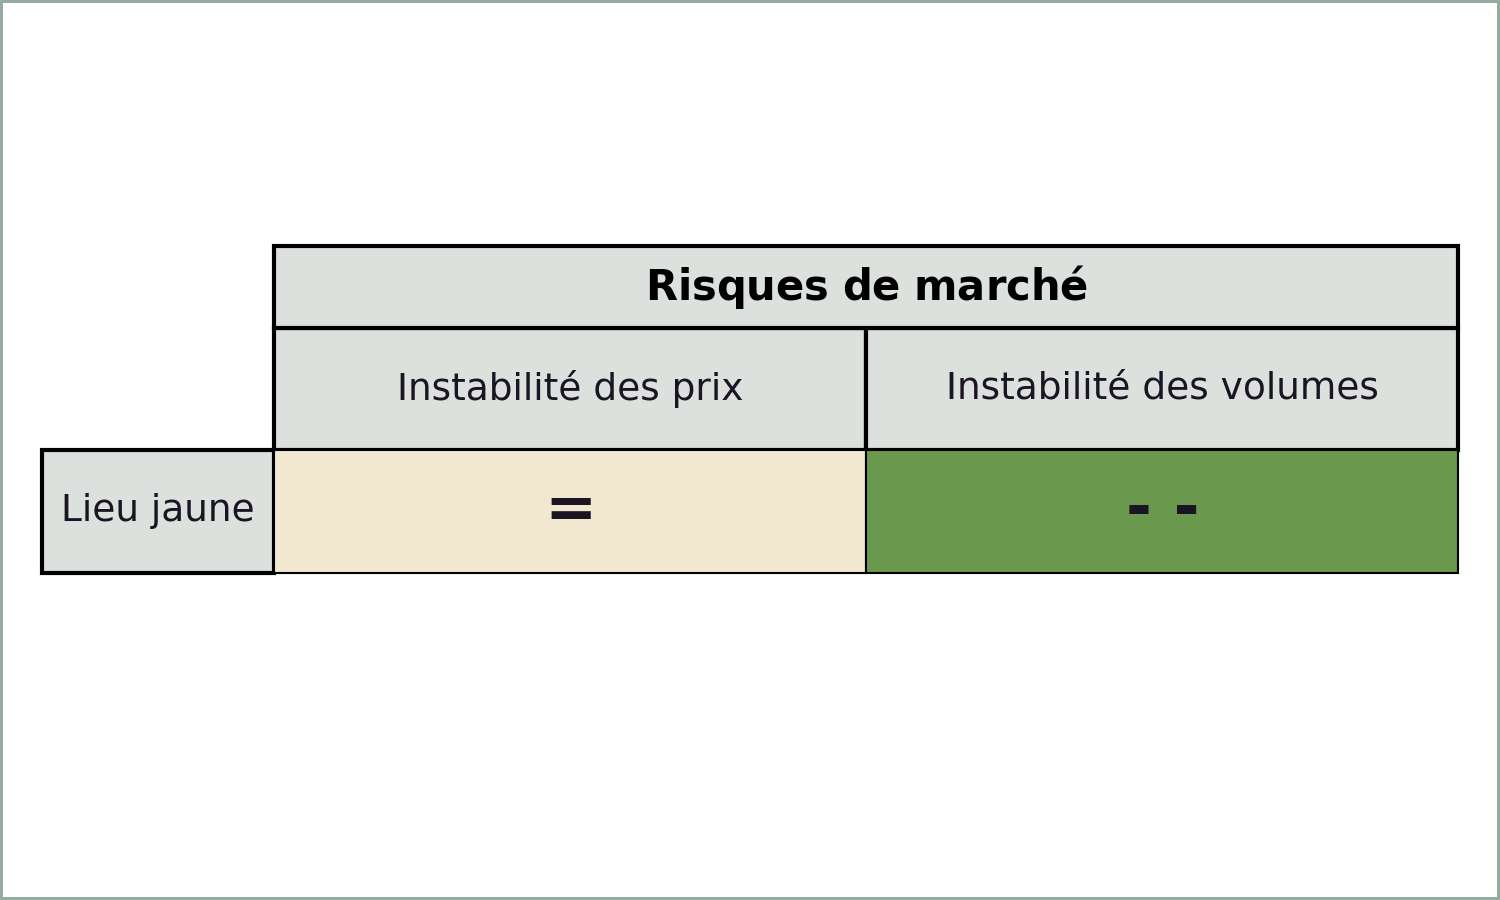 Risques de marché
Instabilité des prix
Instabilité des volumes
Lieu jaune
=
- -